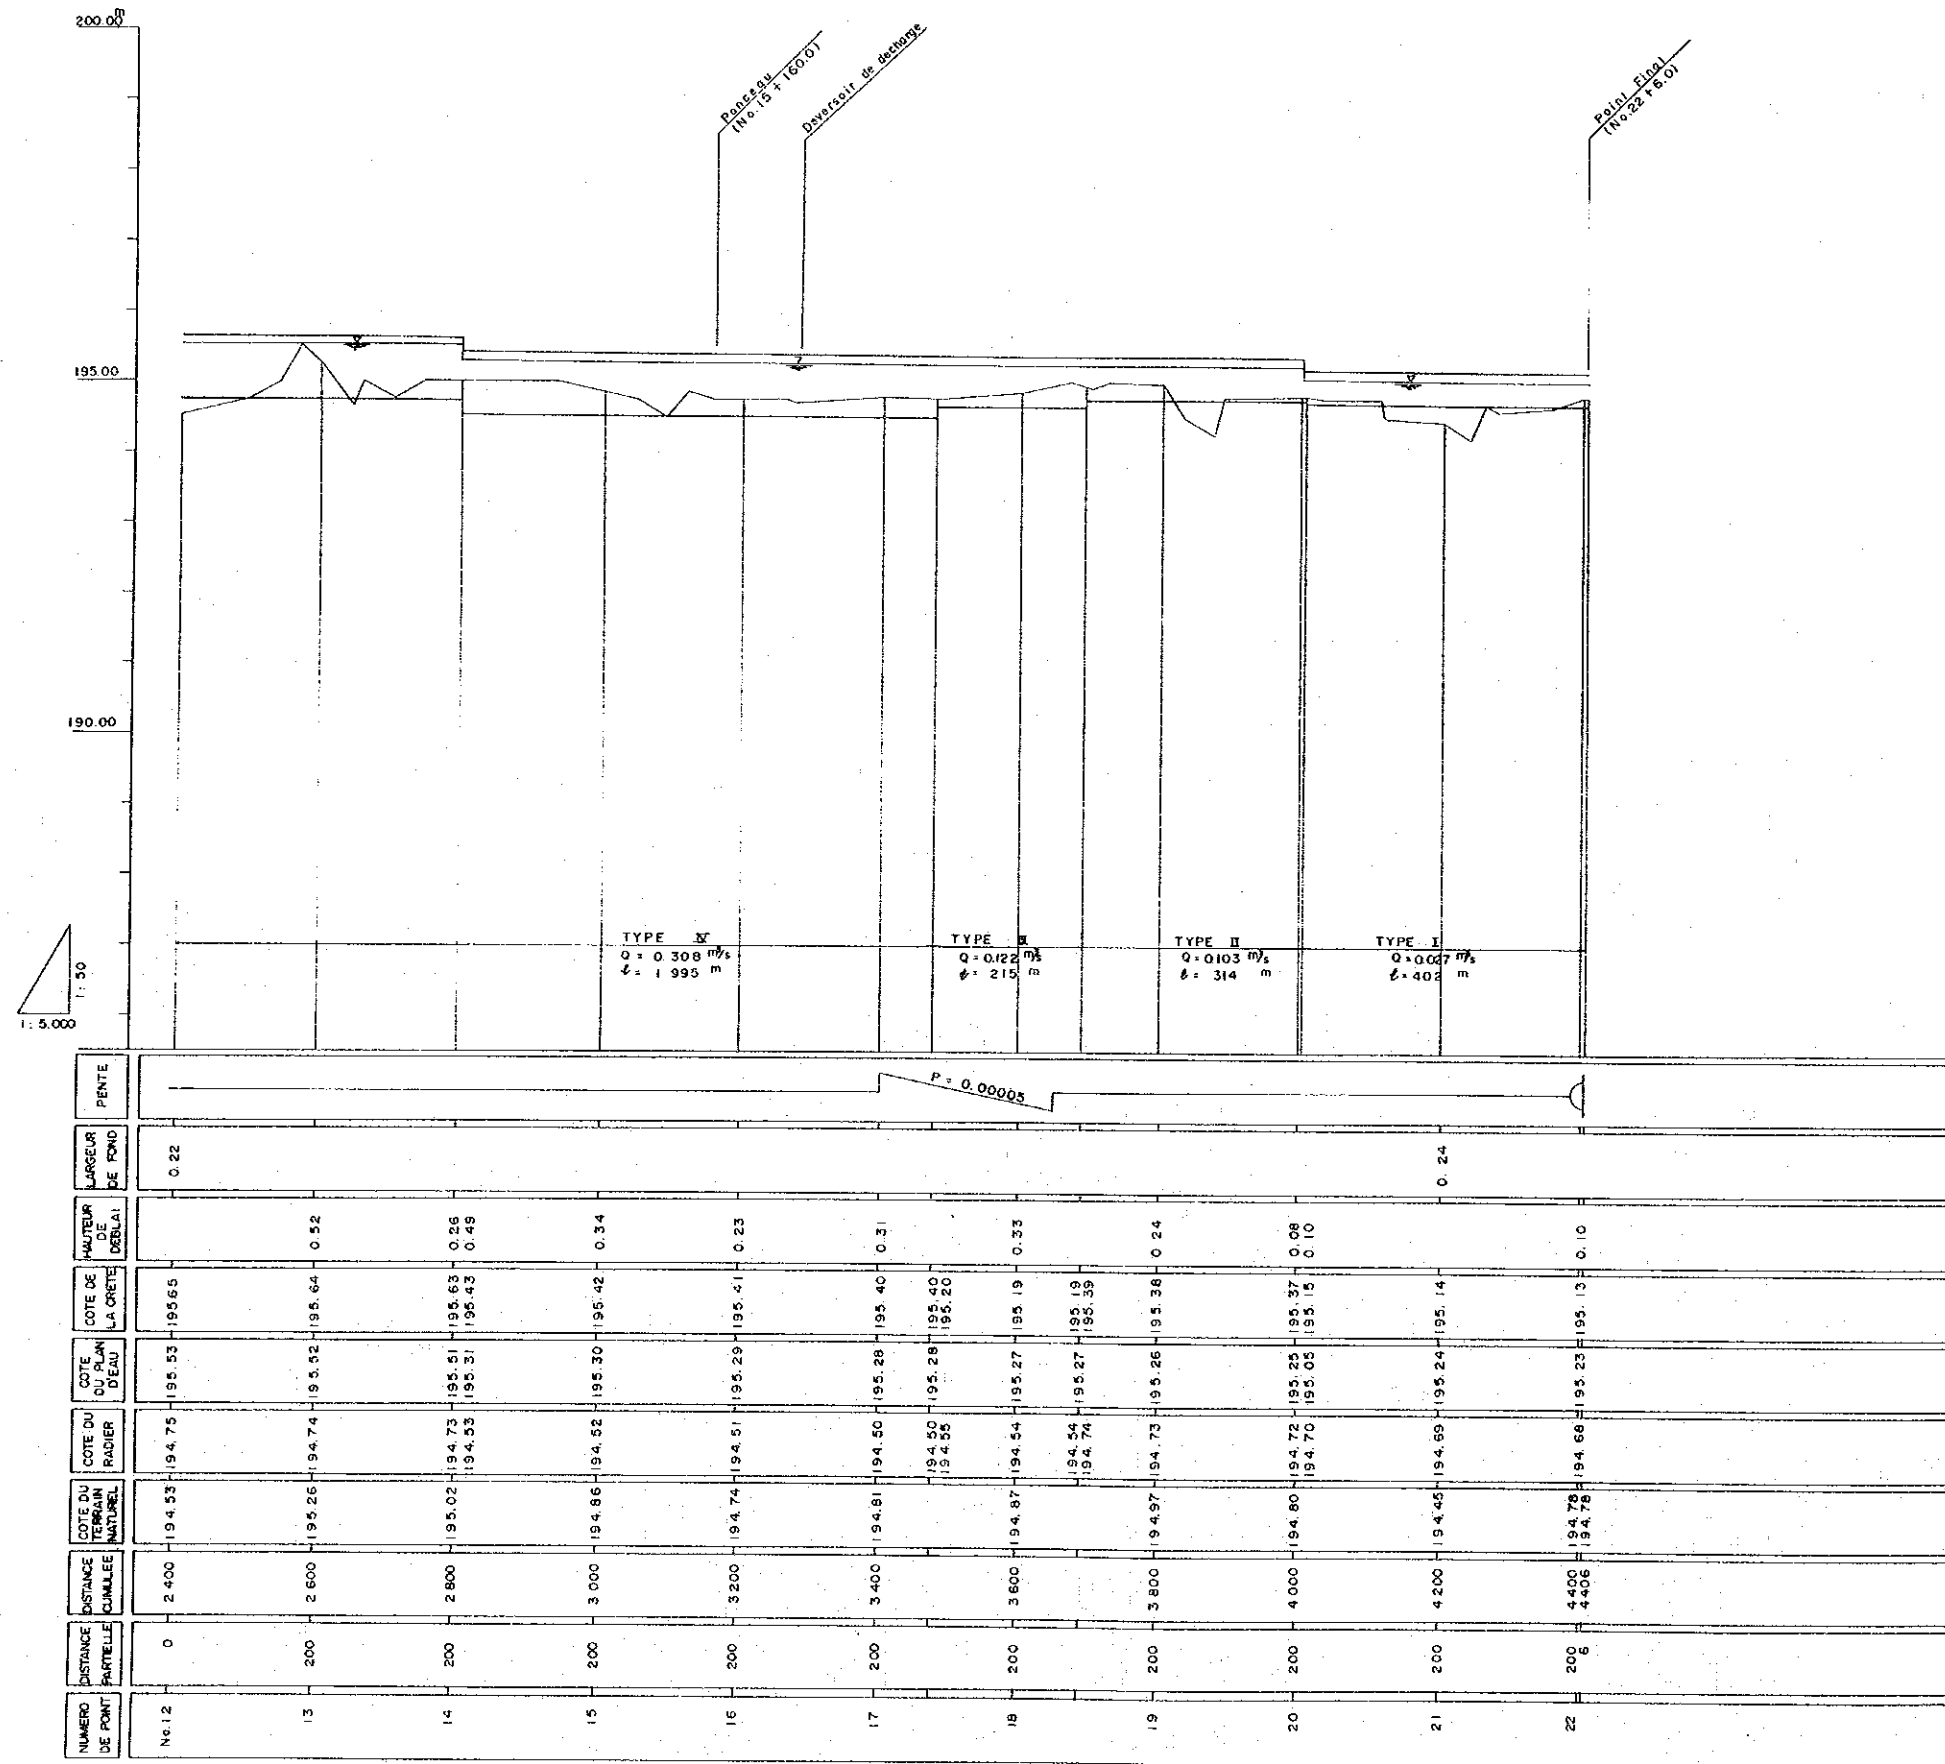 200.00 m
Ponceau
(No.15 + 160.0)
Deversoir de decharge
Point Final
(No.22 + 6.0)
195.00
190.00
1: 50
1: 5.000
TYPE IV
Q = 0.308 m³/s
ℓ = 1 995 m
TYPE III
Q = 0.122 m³/s
ℓ = 215 m
TYPE II
Q = 0.103 m³/s
ℓ = 314 m
TYPE I
Q = 0.027 m³/s
ℓ = 402 m
PENTE
P = 0.00005
LARGEUR DE FOND
0.22 0.24
HAUTEUR DE DEBLAI
0.52 0.26 0.49 0.34 0.23 0.31 0.33 0.24 0.08 0.10 0.10
COTE DE LA CRETE
19565 195.64 195.63 195.43 195.42 195.41 195.40 195.40 195.20 195.19 195.19 195.39 195.38 195.37 195.15 195.14 195.13
COTE DU PLAN D'EAU
195.53 195.52 195.51 195.31 195.30 195.29 195.28 195.28 195.27 195.27 195.26 195.25 195.05 195.24 195.23
COTE DU RADIER
194.75 194.74 194.73 194.53 194.52 194.51 194.50 194.50 194.55 194.54 194.54 194.74 194.73 194.72 194.70 194.69 194.68
COTE DU TERRAIN NATUREL
194.53 195.26 195.02 194.86 194.74 194.81 194.87 194.97 194.80 194.45 194.78 194.78
DISTANCE CUMULEE
2 400 2 600 2 800 3 000 3 200 3 400 3 600 3 800 4 000 4 200 4 400 4 406
DISTANCE PARTIELLE
0 200 200 200 200 200 200 200 200 200 200 6
NUMERO DE POINT
No.12 13 14 15 16 17 18 19 20 21 22